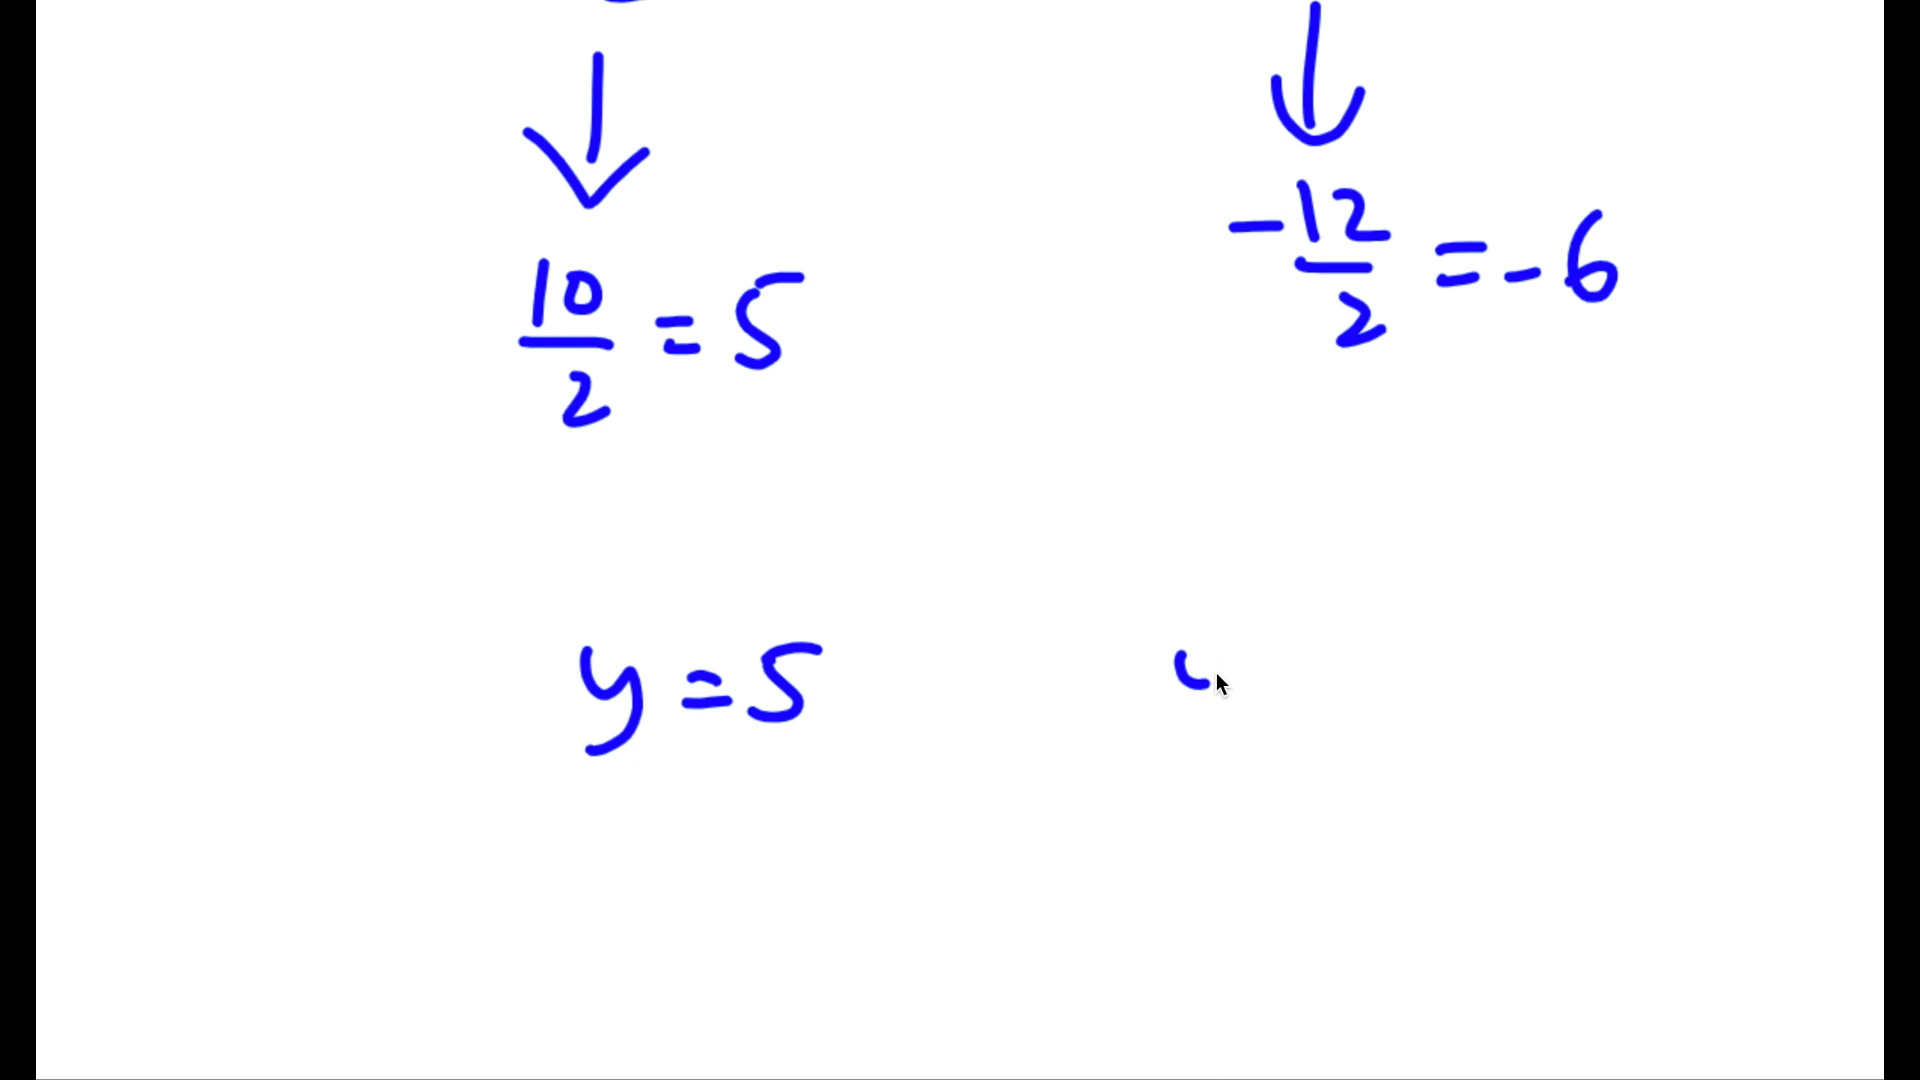 10/2 = 5
-12/2 = -6
y = 5